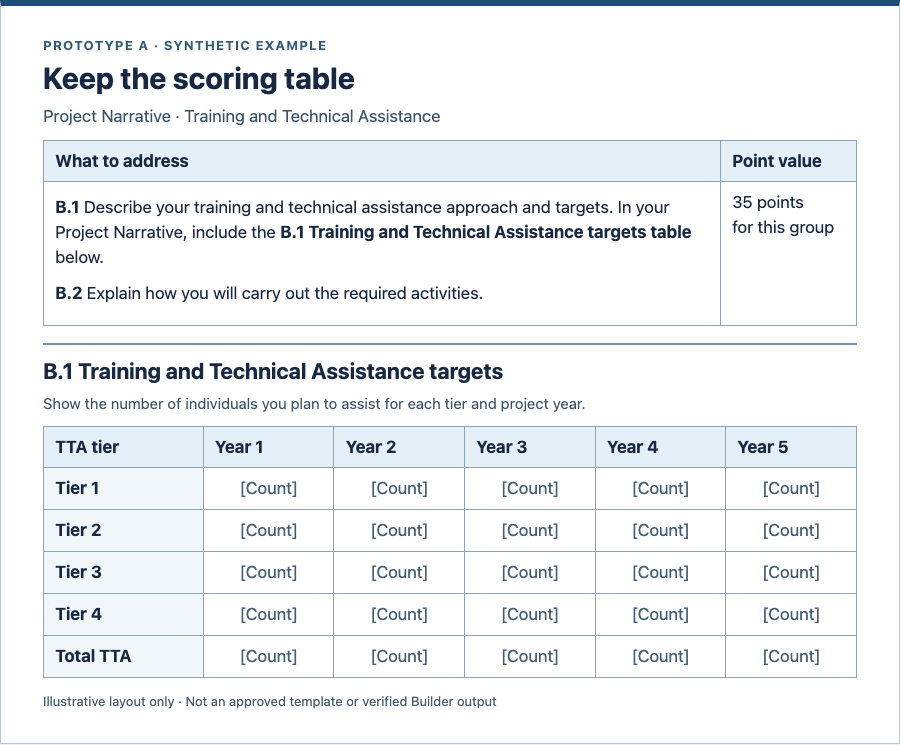 PROTOTYPE A · SYNTHETIC EXAMPLE
Keep the scoring table
Project Narrative · Training and Technical Assistance
What to address Point value
B.1 Describe your training and technical assistance approach and targets. In your
Project Narrative, include the B.1 Training and Technical Assistance targets table
below.
B.2 Explain how you will carry out the required activities.
35 points
for this group
B.1 Training and Technical Assistance targets
Show the number of individuals you plan to assist for each tier and project year.
TTA tier Year 1 Year 2 Year 3 Year 4 Year 5
Tier 1 [Count] [Count] [Count] [Count] [Count]
Tier 2 [Count] [Count] [Count] [Count] [Count]
Tier 3 [Count] [Count] [Count] [Count] [Count]
Tier 4 [Count] [Count] [Count] [Count] [Count]
Total TTA [Count] [Count] [Count] [Count] [Count]
Illustrative layout only · Not an approved template or verified Builder output